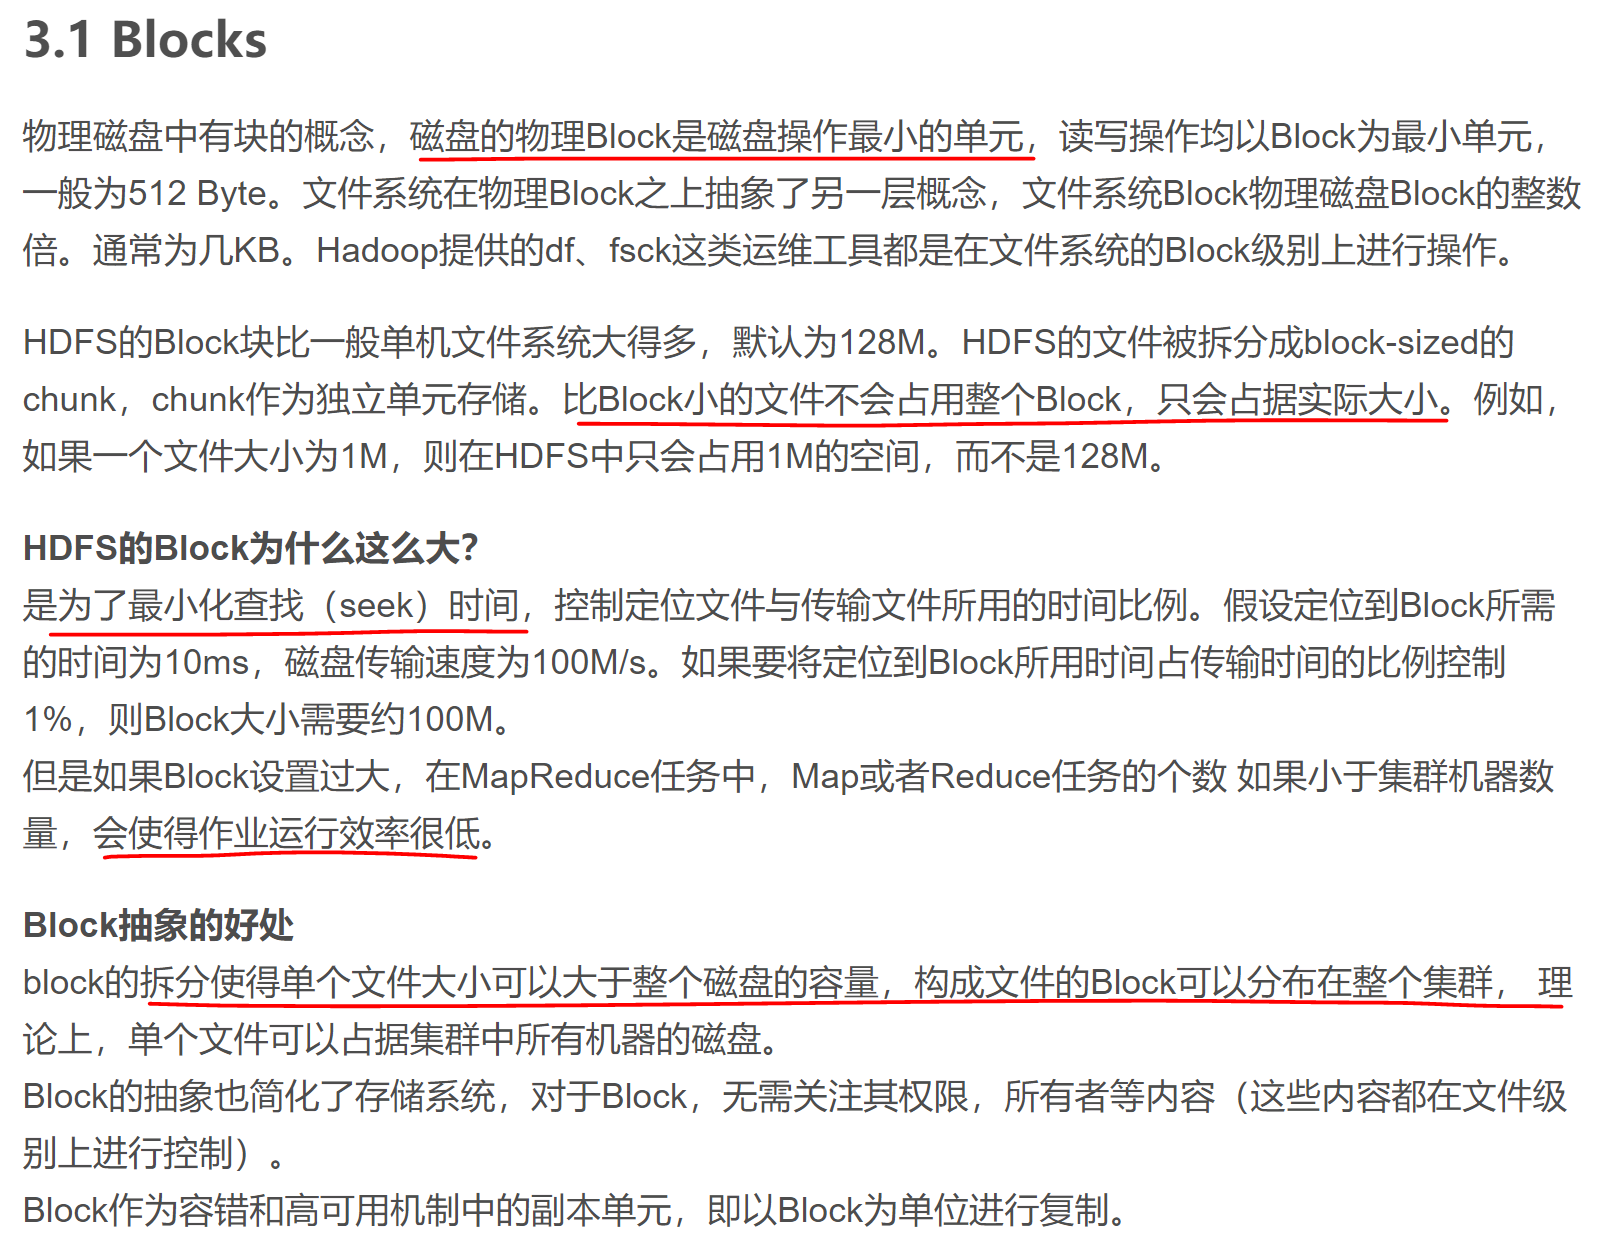 3.1 Blocks
物理磁盘中有块的概念，磁盘的物理Block是磁盘操作最小的单元，读写操作均以Block为最小单元，
一般为512 Byte。文件系统在物理Block之上抽象了另一层概念，文件系统Block物理磁盘Block的整数
倍。通常为几KB。Hadoop提供的df、fsck这类运维工具都是在文件系统的Block级别上进行操作。
HDFS的Block块比一般单机文件系统大得多，默认为128M。HDFS的文件被拆分成block-sized的
chunk，chunk作为独立单元存储。比Block小的文件不会占用整个Block，只会占据实际大小。例如，
如果一个文件大小为1M，则在HDFS中只会占用1M的空间，而不是128M。
HDFS的Block为什么这么大？
是为了最小化查找（seek）时间，控制定位文件与传输文件所用的时间比例。假设定位到Block所需
的时间为10ms，磁盘传输速度为100M/s。如果要将定位到Block所用时间占传输时间的比例控制
1%，则Block大小需要约100M。
但是如果Block设置过大，在MapReduce任务中，Map或者Reduce任务的个数 如果小于集群机器数
量，会使得作业运行效率很低。
Block抽象的好处
block的拆分使得单个文件大小可以大于整个磁盘的容量，构成文件的Block可以分布在整个集群， 理
论上，单个文件可以占据集群中所有机器的磁盘。
Block的抽象也简化了存储系统，对于Block，无需关注其权限，所有者等内容（这些内容都在文件级
别上进行控制）。
Block作为容错和高可用机制中的副本单元，即以Block为单位进行复制。